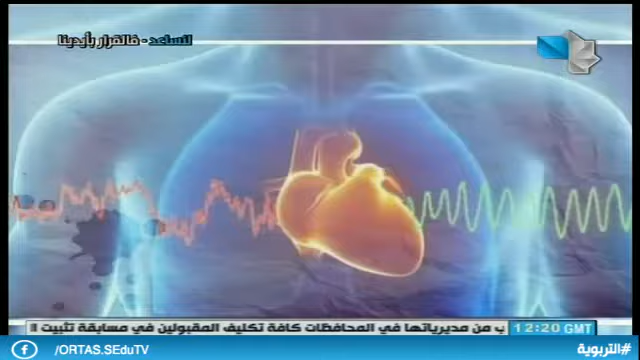 لنساعد - فالقرار بأيدينا
ب من مديرياتها في المحافظات كافة تكليف المقبولين في مسابقة تثبيت ال
12:20 GMT
/ORTAS.SEduTV
#التربوية